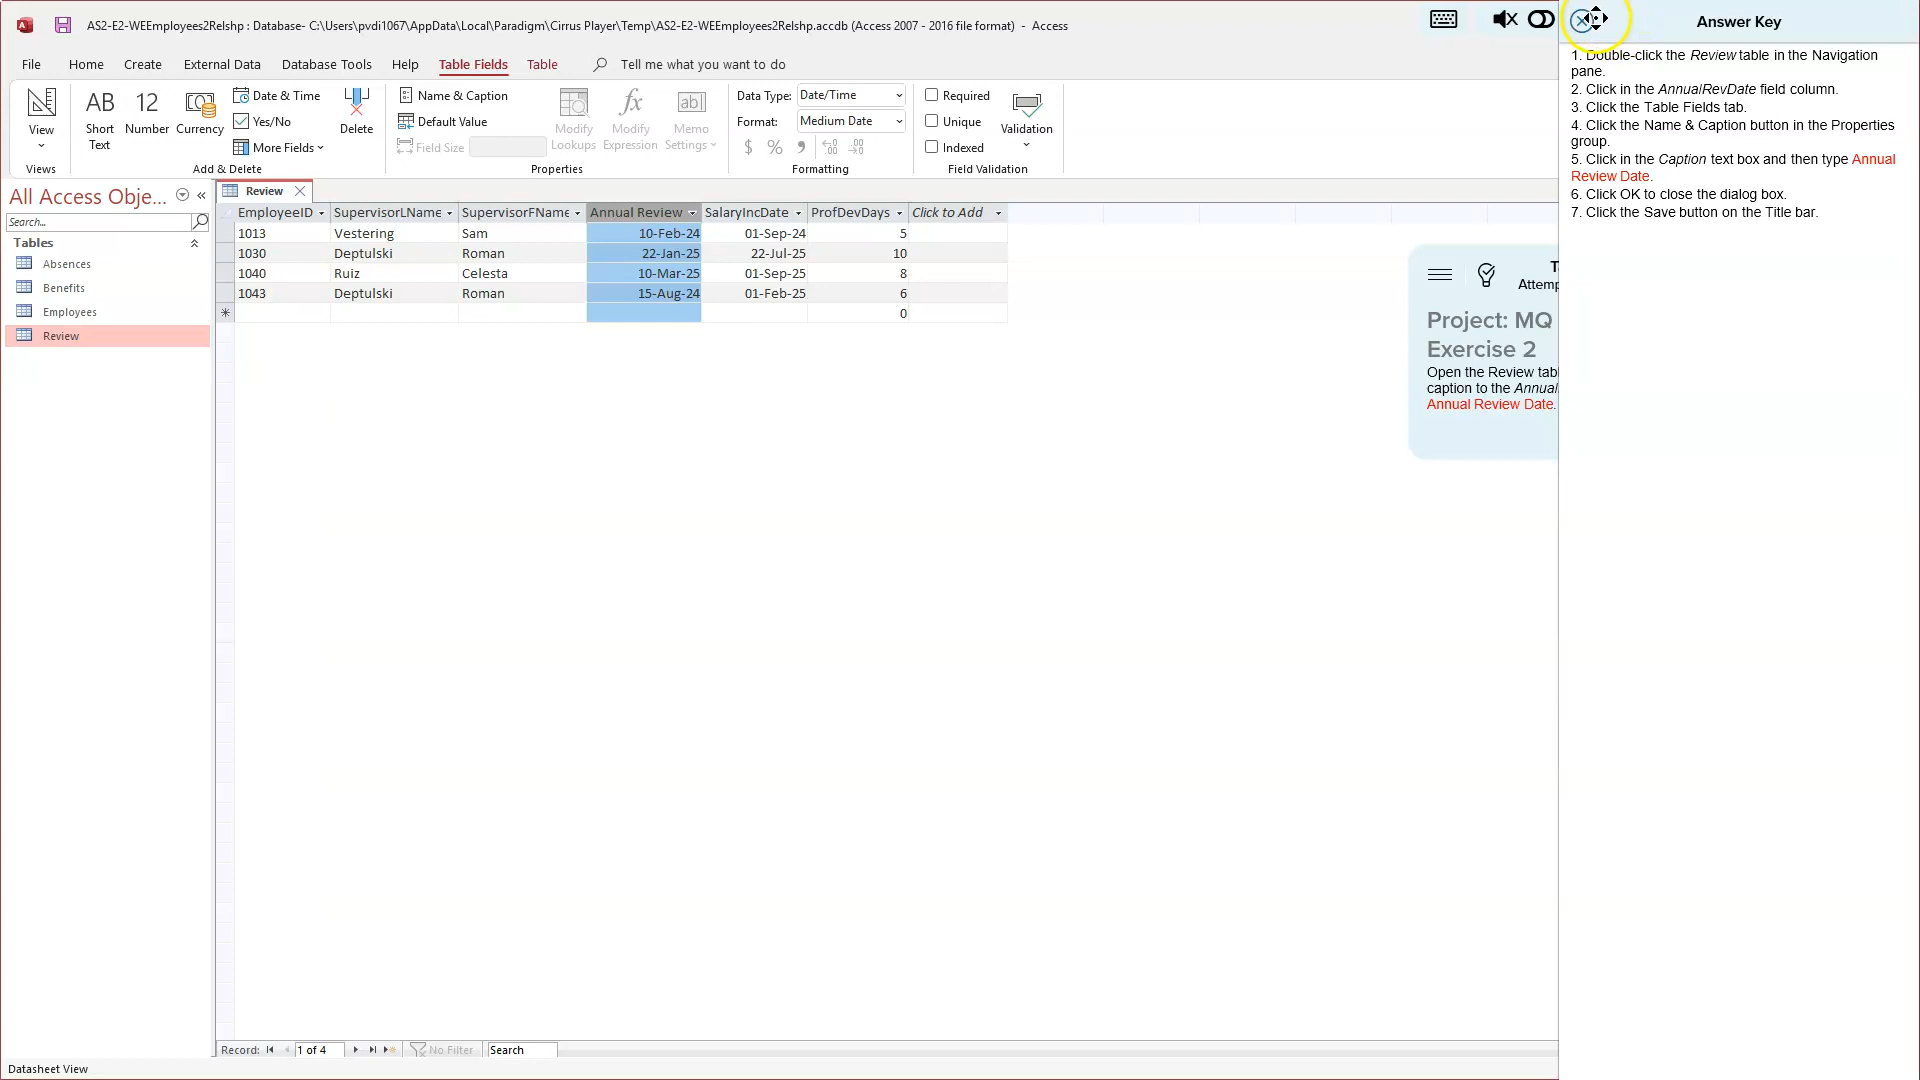 AS2-E2-WEEmployees2Relshp : Database- C:\Users\pvdi1067\AppData\Local\Paradigm\Cirrus Player\Temp\AS2-E2-WEEmployees2Relshp.accdb (Access 2007 - 2016 file format) - Access
File Home Create External Data Database Tools Help Table Fields Table Tell me what you want to do
View
Views
AB Short Text
12 Number
Currency
Date & Time
Yes/No
More Fields
Delete
Add & Delete
Name & Caption
Default Value
Field Size
Modify Lookups
fx Modify Expression
ab| Memo Settings
Properties
Data Type: Date/Time
Format: Medium Date
$ % , 
Formatting
Required
Unique
Indexed
Validation
Field Validation
All Access Obje...
Search...
Tables
Absences
Benefits
Employees
Review
Review
EmployeeID SupervisorLName SupervisorFName Annual Review SalaryIncDate ProfDevDays Click to Add
1013 Vestering Sam 10-Feb-24 01-Sep-24 5
1030 Deptulski Roman 22-Jan-25 22-Jul-25 10
1040 Ruiz Celesta 10-Mar-25 01-Sep-25 8
1043 Deptulski Roman 15-Aug-24 01-Feb-25 6
0
Attemp
Project: MQ
Exercise 2
Open the Review tab
caption to the Annual
Annual Review Date.
Answer Key
1. Double-click the Review table in the Navigation
pane.
2. Click in the AnnualRevDate field column.
3. Click the Table Fields tab.
4. Click the Name & Caption button in the Properties
group.
5. Click in the Caption text box and then type Annual
Review Date.
6. Click OK to close the dialog box.
7. Click the Save button on the Title bar.
Record: 1 of 4 No Filter Search
Datasheet View